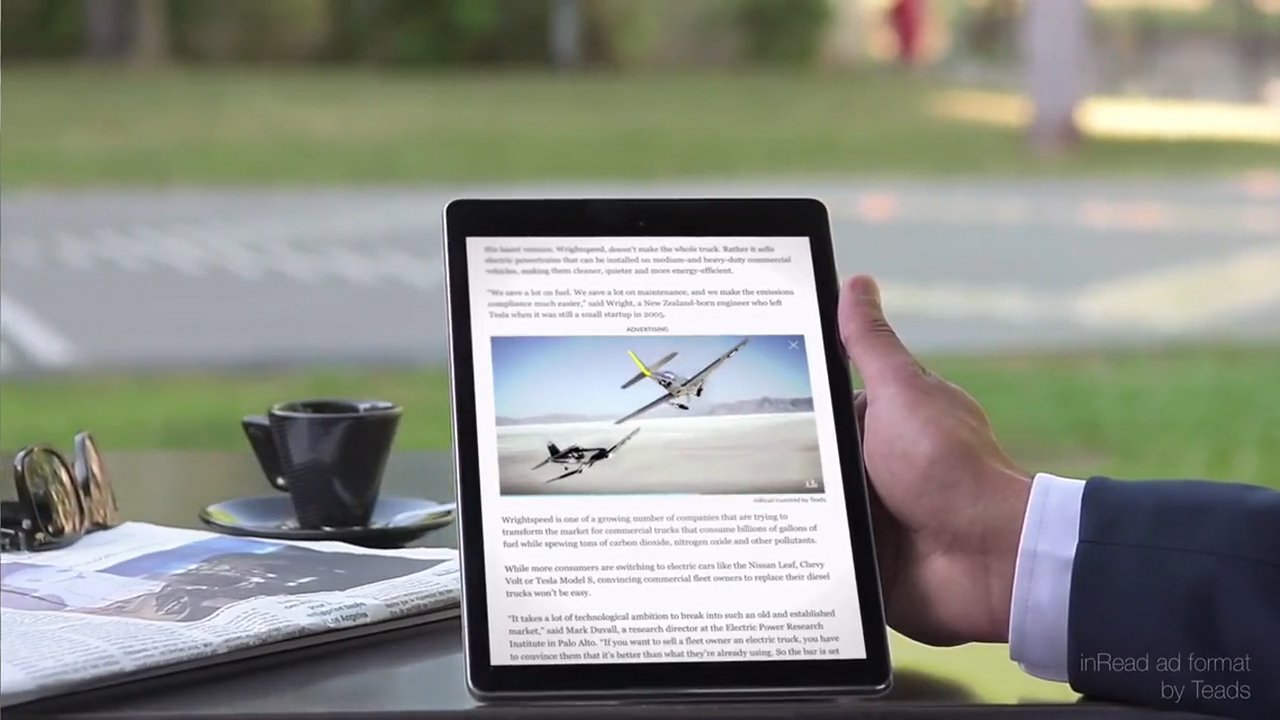 His latest venture, Wrightspeed, doesn't make the whole truck. Rather it sells
electric powertrains that can be installed on medium-and heavy-duty commercial
vehicles, making them cleaner, quieter and more energy-efficient.
"We save a lot on fuel. We save a lot on maintenance, and we make the emissions
compliance much easier," said Wright, a New Zealand-born engineer who left
Tesla when it was still a small startup in 2005.
ADVERTISING
inRead invented by Teads
Wrightspeed is one of a growing number of companies that are trying to
transform the market for commercial trucks that consume billions of gallons of
fuel while spewing tons of carbon dioxide, nitrogen oxide and other pollutants.
While more consumers are switching to electric cars like the Nissan Leaf, Chevy
Volt or Tesla Model S, convincing commercial fleet owners to replace their diesel
trucks won't be easy.
"It takes a lot of technological ambition to break into such an old and established
market," said Mark Duvall, a research director at the Electric Power Research
Institute in Palo Alto. "If you want to sell a fleet owner an electric truck, you have
to convince them that it's better than what they're already using. So the bar is set
Los Angeles
inRead ad format
by Teads